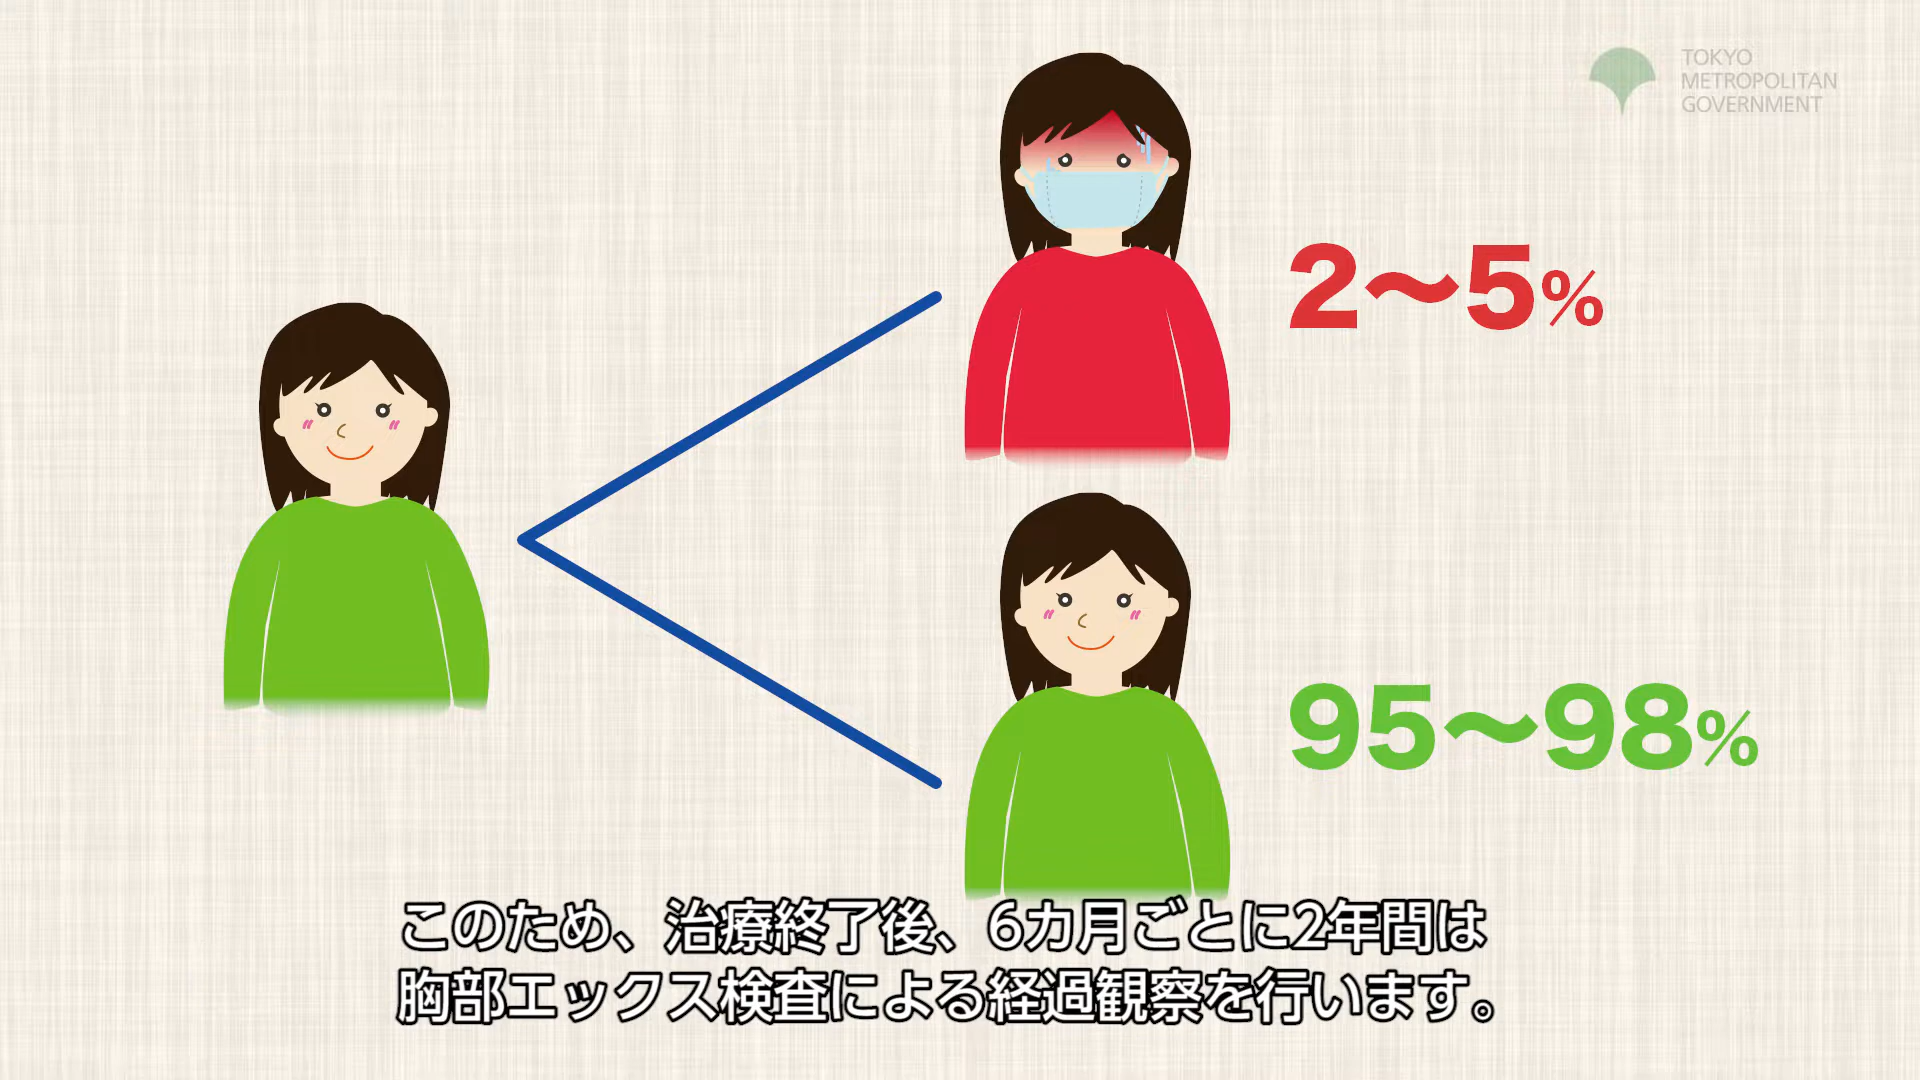 TOKYO
METROPOLITAN
GOVERNMENT
2〜5%
95〜98%
このため、治療終了後、6カ月ごとに2年間は
胸部エックス検査による経過観察を行います。